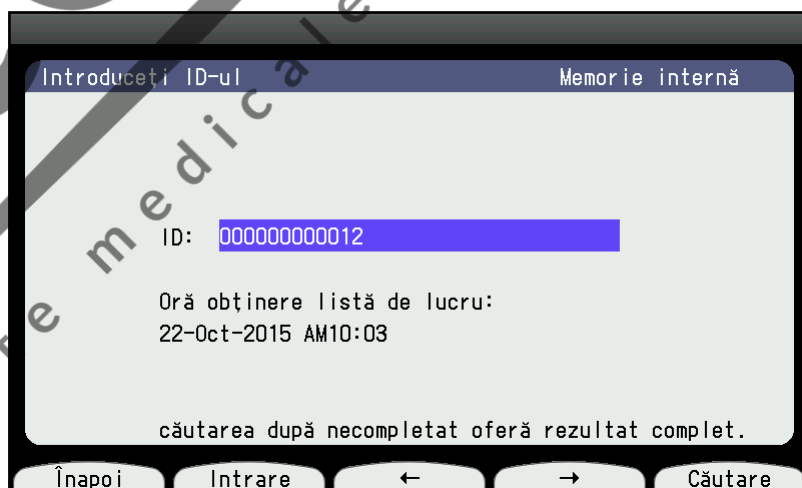 Introduceți ID-ul Memorie internă
ID: 000000000012
Oră obținere listă de lucru:
22-Oct-2015 AM10:03
căutarea după necompletat oferă rezultat complet.
Înapoi Intrare ← → Căutare
medicale